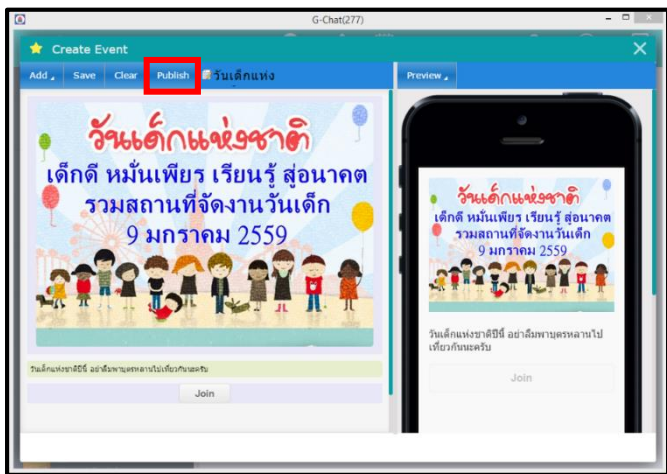 G-Chat(277)
Create Event
Add Save Clear Publish วันเด็กแห่ง Preview
วันเด็กแห่งชาติ
เด็กดี หมั่นเพียร เรียนรู้ สู่อนาคต
รวมสถานที่จัดงานวันเด็ก
9 มกราคม 2559
วันเด็กแห่งชาติปีนี้ อย่าลืมพาบุตรหลานไปเที่ยวกันนะครับ
Join
วันเด็กแห่งชาติ
เด็กดี หมั่นเพียร เรียนรู้ สู่อนาคต
รวมสถานที่จัดงานวันเด็ก
9 มกราคม 2559
วันเด็กแห่งชาติปีนี้ อย่าลืมพาบุตรหลานไป
เที่ยวกันนะครับ
Join